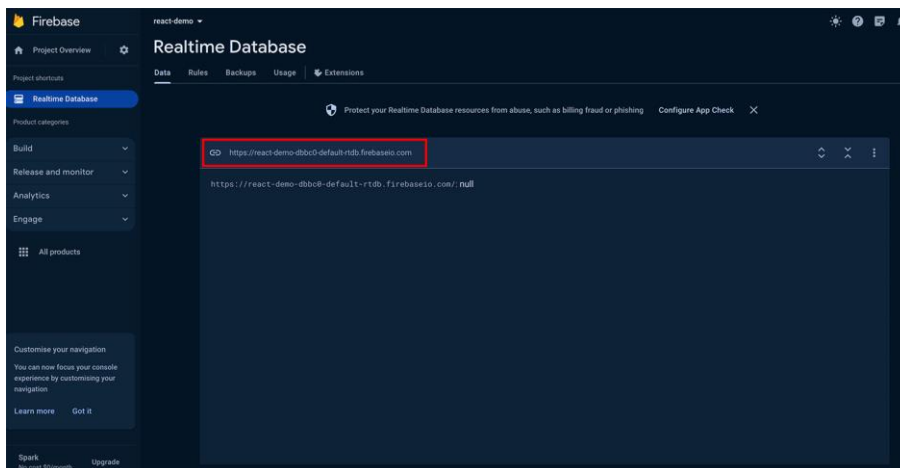 Firebase
react-demo
Project Overview
Realtime Database
Data Rules Backups Usage Extensions
Project shortcuts
Realtime Database
Protect your Realtime Database resources from abuse, such as billing fraud or phishing Configure App Check
Product categories
Build
https://react-demo-dbbc0-default-rtdb.firebaseio.com
Release and monitor
https://react-demo-dbbc0-default-rtdb.firebaseio.com/: null
Analytics
Engage
All products
Customise your navigation
You can now focus your console
experience by customising your
navigation
Learn more Got it
Spark
No cost $0/month
Upgrade